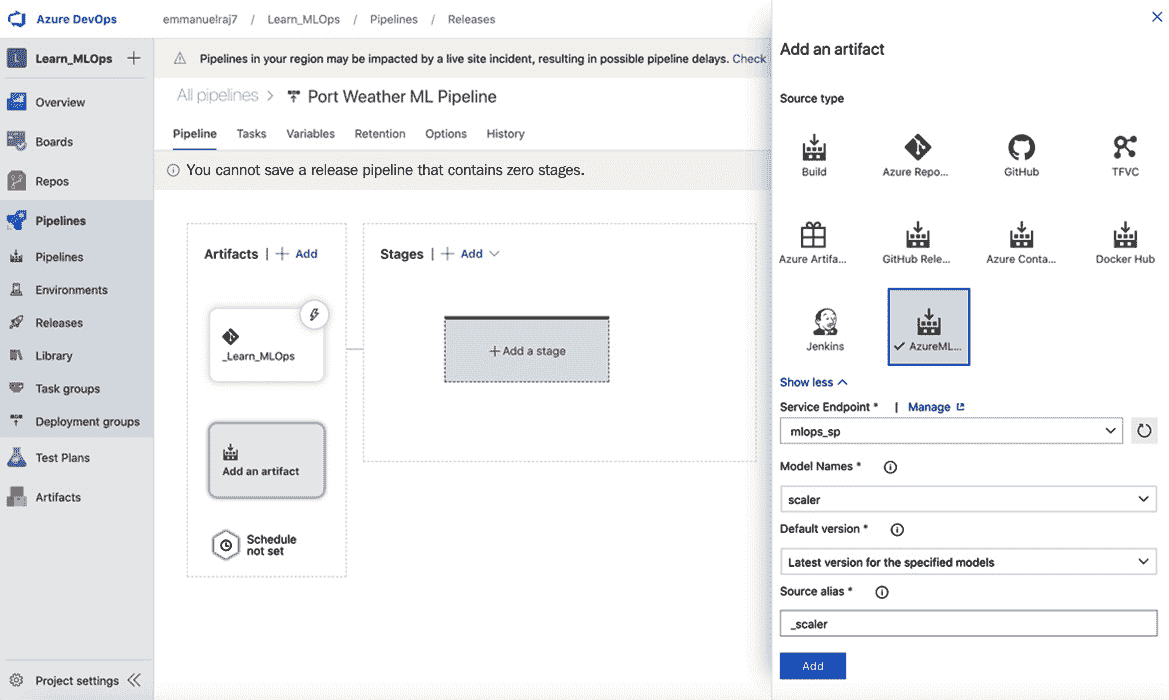 Azure DevOps
emmanuelraj7 / Learn_MLOps / Pipelines / Releases
Learn_MLOps
Overview
Boards
Repos
Pipelines
Pipelines
Environments
Releases
Library
Task groups
Deployment groups
Test Plans
Artifacts
Project settings
Pipelines in your region may be impacted by a live site incident, resulting in possible pipeline delays. Check
All pipelines > Port Weather ML Pipeline
Pipeline Tasks Variables Retention Options History
You cannot save a release pipeline that contains zero stages.
Artifacts | + Add
_Learn_MLOps
Add an artifact
Schedule
not set
Stages | + Add
+ Add a stage
Add an artifact
Source type
Build Azure Repo... GitHub TFVC
Azure Artifa... GitHub Rele... Azure Conta... Docker Hub
Jenkins AzureML...
Show less
Service Endpoint * | Manage
mlops_sp
Model Names *
scaler
Default version *
Latest version for the specified models
Source alias *
_scaler
Add